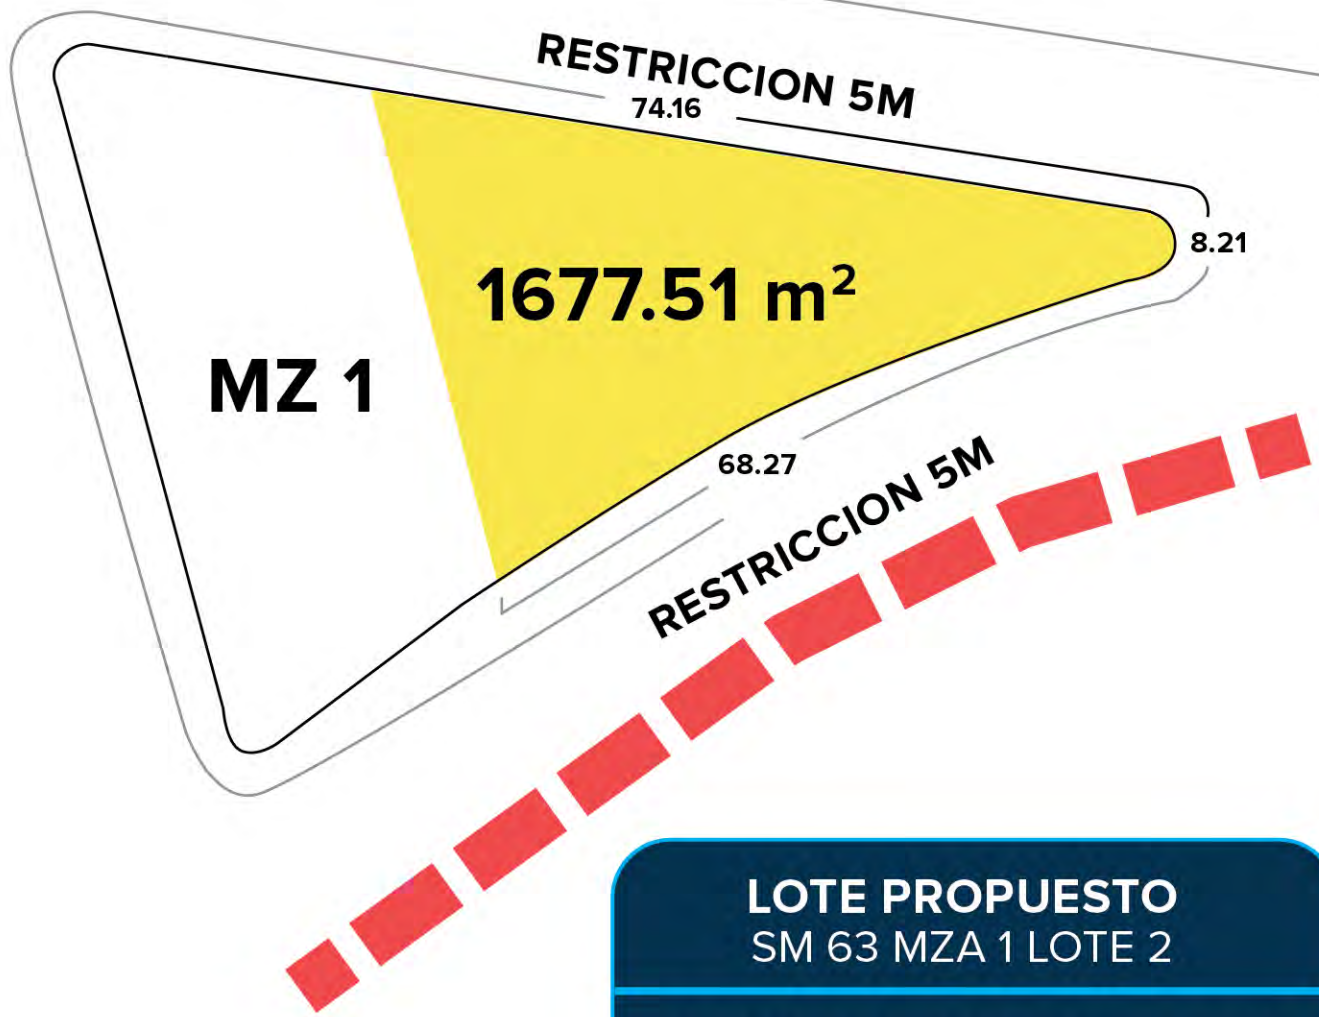 RESTRICCION 5M
74.16
8.21
1677.51 m²
MZ 1
68.27
RESTRICCION 5M
LOTE PROPUESTO
SM 63 MZA 1 LOTE 2